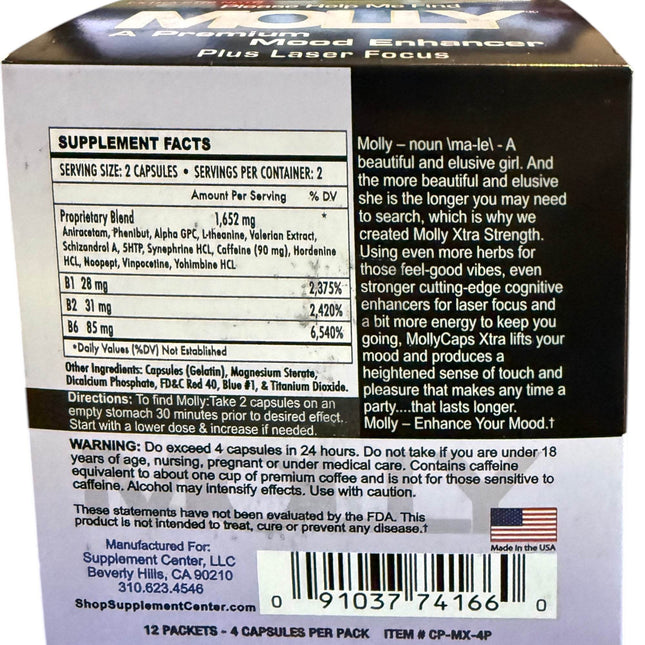 Please Help Me Find
MOLLY
A Premium
Mood Enhancer
Plus Laser Focus
SUPPLEMENT FACTS
SERVING SIZE: 2 CAPSULES • SERVINGS PER CONTAINER: 2
Amount Per Serving % DV
Proprietary Blend 1,652 mg *
Aniracetam, Phenibut, Alpha GPC, L-theanine, Valerian Extract,
Schizandrol A, 5HTP, Synephrine HCL, Caffeine (90 mg), Hordenine
HCL, Noopept, Vinpocetine, Yohimbine HCL
B1 28 mg 2,375%
B2 31 mg 2,420%
B6 85 mg 6,540%
*Daily Values (%DV) Not Established
Other Ingredients: Capsules (Gelatin), Magnesium Sterate,
Dicalcium Phosphate, FD&C Red 40, Blue #1, & Titanium Dioxide.
Directions: To find Molly:Take 2 capsules on an
empty stomach 30 minutes prior to desired effect.
Start with a lower dose & increase if needed.
Molly – noun \ma-le\ - A
beautiful and elusive girl. And
the more beautiful and elusive
she is the longer you may need
to search, which is why we
created Molly Xtra Strength.
Using even more herbs for
those feel-good vibes, even
stronger cutting-edge cognitive
enhancers for laser focus and
a bit more energy to keep you
going, MollyCaps Xtra lifts your
mood and produces a
heightened sense of touch and
pleasure that makes any time a
party....that lasts longer.
Molly – Enhance Your Mood.†
WARNING: Do exceed 4 capsules in 24 hours. Do not take if you are under 18
years of age, nursing, pregnant or under medical care. Contains caffeine
equivalent to about one cup of premium coffee and is not for those sensitive to
caffeine. Alcohol may intensify effects. Use with caution.
These statements have not been evaluated by the FDA. This
product is not intended to treat, cure or prevent any disease.†
Made in the USA
Manufactured For:
Supplement Center, LLC
Beverly Hills, CA 90210
310.623.4546
ShopSupplementCenter.com
0 91037 74166 0
12 PACKETS - 4 CAPSULES PER PACK ITEM # CP-MX-4P
MOLLY